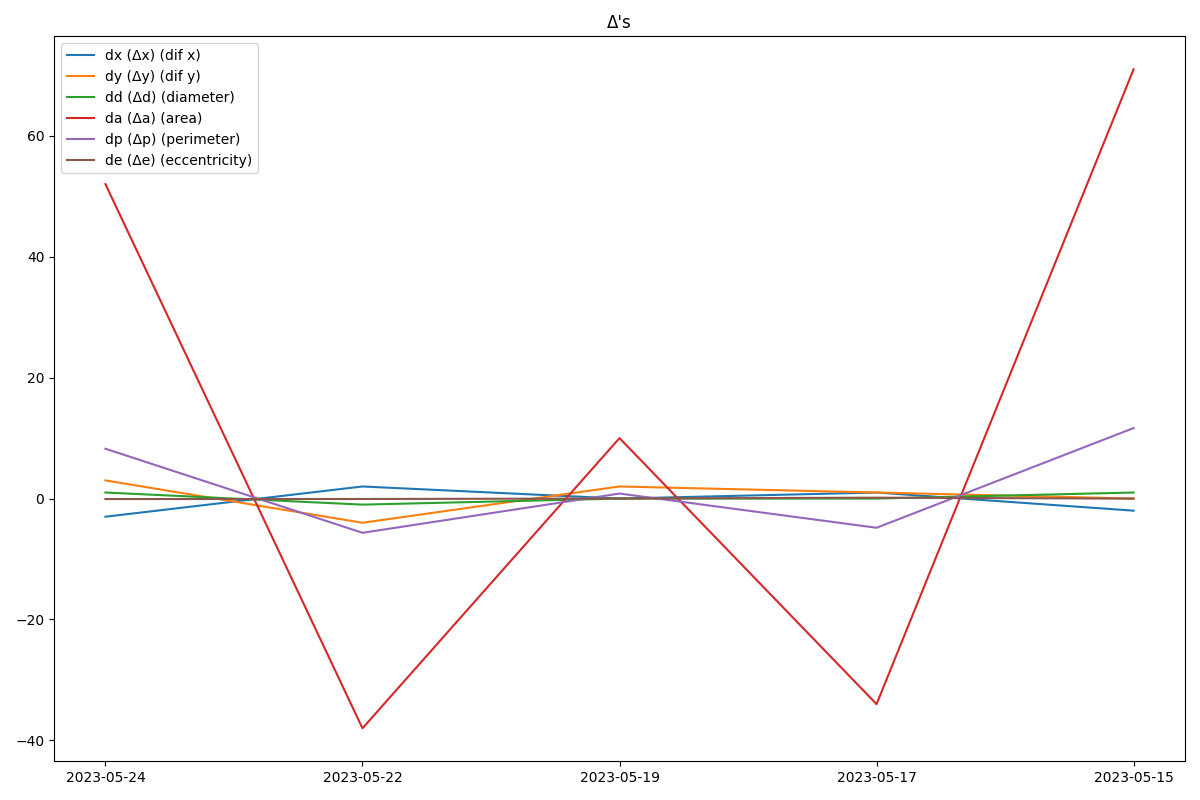 Δ's
dx (Δx) (dif x)
dy (Δy) (dif y)
dd (Δd) (diameter)
da (Δa) (area)
dp (Δp) (perimeter)
de (Δe) (eccentricity)
60
40
20
0
−20
−40
2023-05-24 2023-05-22 2023-05-19 2023-05-17 2023-05-15